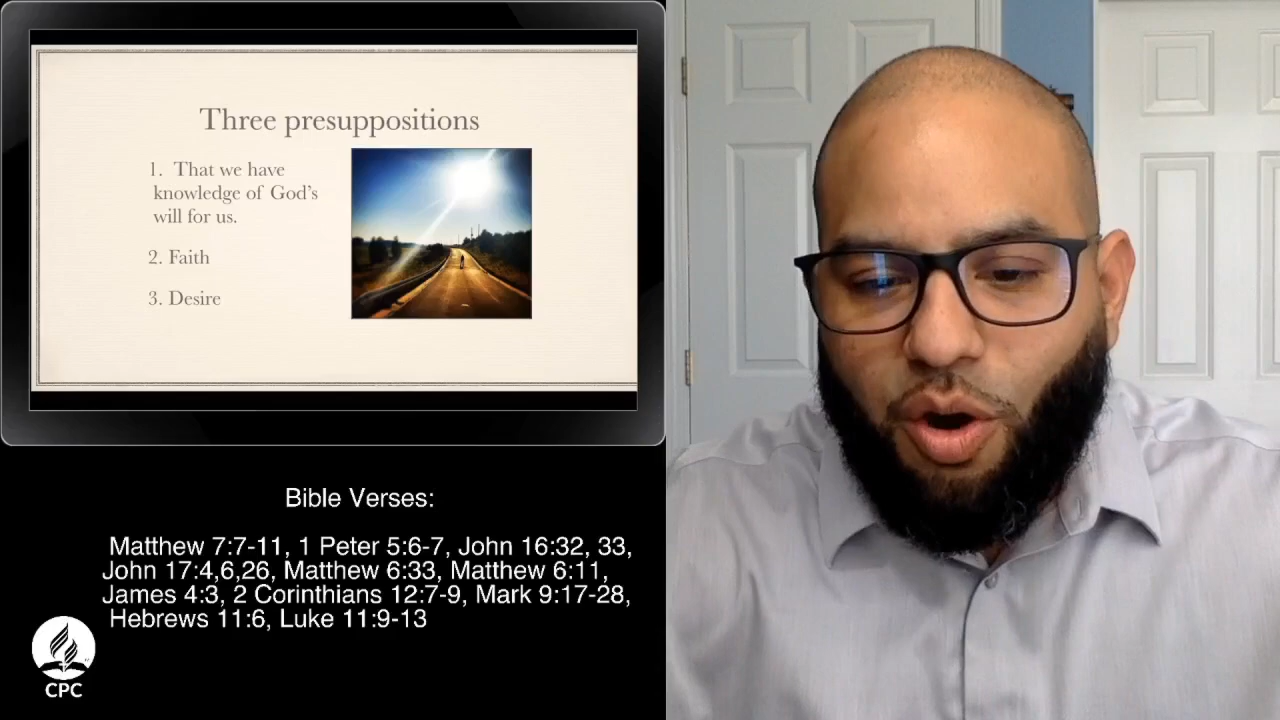 Three presuppositions
1. That we have
knowledge of God's
will for us.
2. Faith
3. Desire
Bible Verses:
Matthew 7:7-11, 1 Peter 5:6-7, John 16:32, 33,
John 17:4,6,26, Matthew 6:33, Matthew 6:11,
James 4:3, 2 Corinthians 12:7-9, Mark 9:17-28,
Hebrews 11:6, Luke 11:9-13
CPC